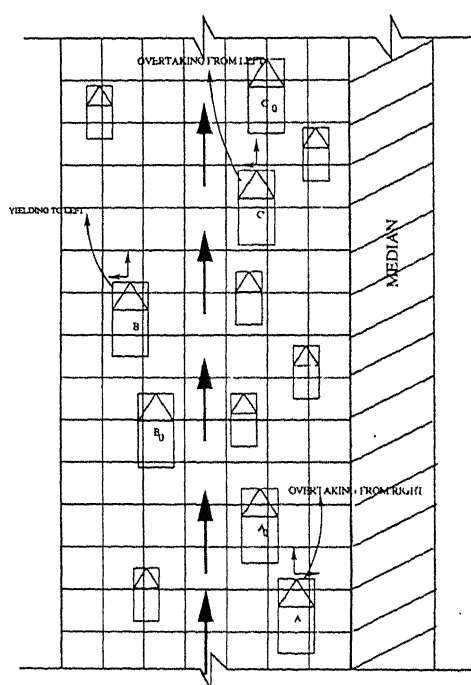 OVERTAKING FROM LEFT
C₀
C
YIELDING TO LEFT
MEDIAN
B
B₀
OVERTAKING FROM RIGHT
A₀
A